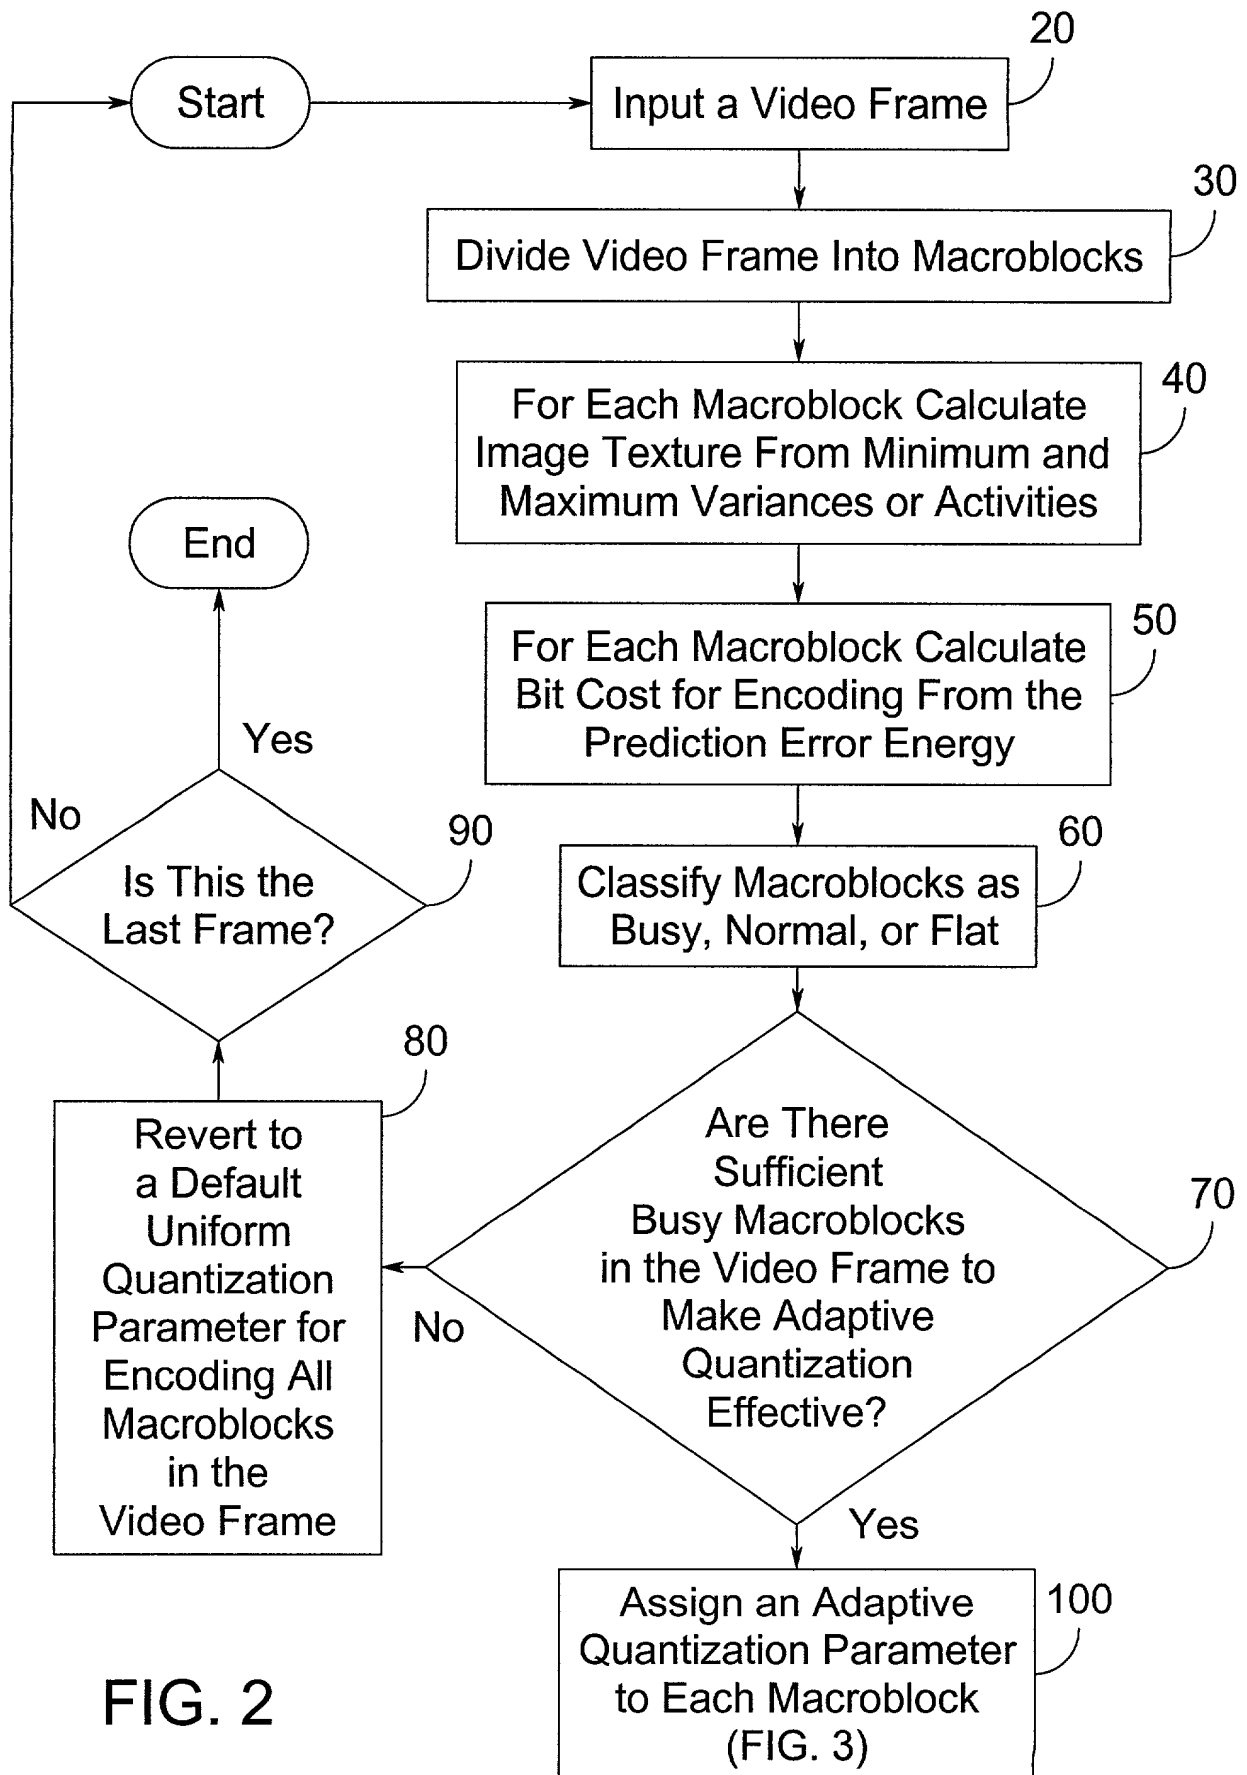 Start
20
Input a Video Frame
30
Divide Video Frame Into Macroblocks
40
For Each Macroblock Calculate
Image Texture From Minimum and
Maximum Variances or Activities
50
For Each Macroblock Calculate
Bit Cost for Encoding From the
Prediction Error Energy
60
Classify Macroblocks as
Busy, Normal, or Flat
70
Are There
Sufficient
Busy Macroblocks
in the Video Frame to
Make Adaptive
Quantization
Effective?
No
80
Revert to
a Default
Uniform
Quantization
Parameter for
Encoding All
Macroblocks
in the
Video Frame
90
Is This the
Last Frame?
No
Yes
End
Yes
100
Assign an Adaptive
Quantization Parameter
to Each Macroblock
(FIG. 3)
FIG. 2